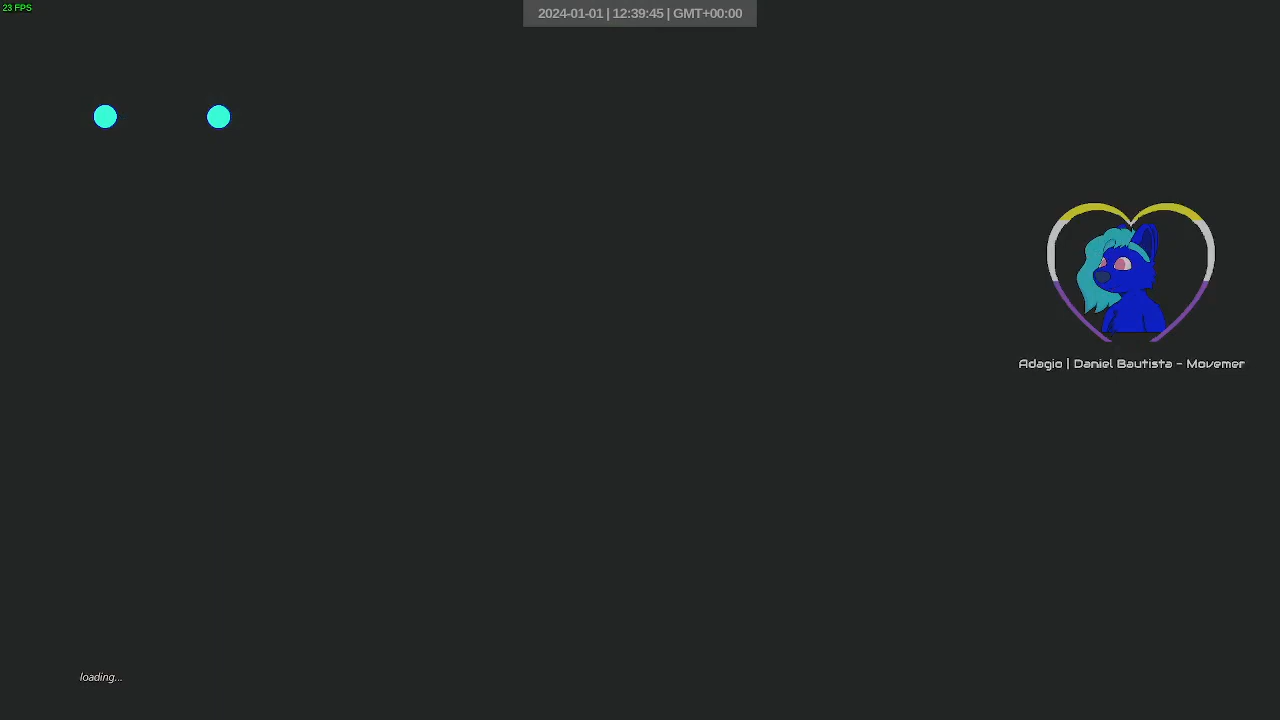 23 FPS
2024-01-01 | 12:39:45 | GMT+00:00
Adagio | Daniel Bautista - Movemer
loading...